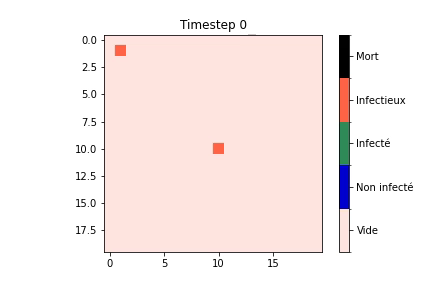 Timestep 0
0.0
2.5
5.0
7.5
10.0
12.5
15.0
17.5
0 5 10 15
Mort
Infectieux
Infecté
Non infecté
Vide